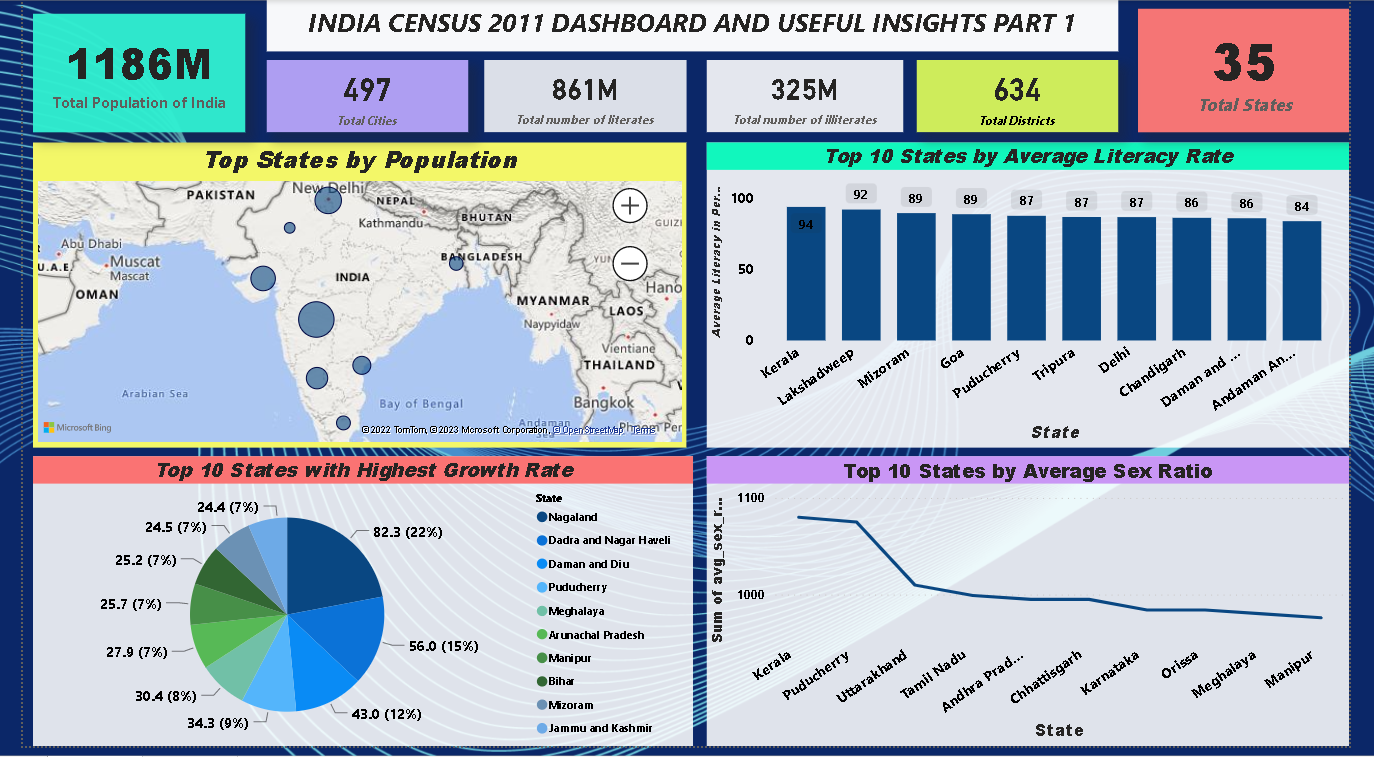 INDIA CENSUS 2011 DASHBOARD AND USEFUL INSIGHTS PART 1
1186M
Total Population of India
497
Total Cities
861M
Total number of literates
325M
Total number of illiterates
634
Total Districts
35
Total States
Top States by Population
New Delhi
PAKISTAN
NEPAL
Kathmandu
BHUTAN
Abu Dhabi
U.A.E.
Muscat
Mascat
OMAN
INDIA
BANGLADESH
MYANMAR
Naypyidaw
LAOS
Hano
Vientiane
THAILAND
Bangkok
Arabian Sea
Bay of Bengal
Andaman
Sea
GUIZ
YUN
Microsoft Bing
©2022 TomTom, ©2023 Microsoft Corporation, © OpenStreetMap Terms
Top 10 States by Average Literacy Rate
Average Literacy in Per...
100
50
0
94
92
89
89
87
87
87
86
86
84
Kerala
Lakshadweep
Mizoram
Goa
Puducherry
Tripura
Delhi
Chandigarh
Daman and ...
Andaman An...
State
Top 10 States with Highest Growth Rate
82.3 (22%)
56.0 (15%)
43.0 (12%)
34.3 (9%)
30.4 (8%)
27.9 (7%)
25.7 (7%)
25.2 (7%)
24.5 (7%)
24.4 (7%)
State
Nagaland
Dadra and Nagar Haveli
Daman and Diu
Puducherry
Meghalaya
Arunachal Pradesh
Manipur
Bihar
Mizoram
Jammu and Kashmir
Top 10 States by Average Sex Ratio
Sum of avg_sex_r...
1100
1000
Kerala
Puducherry
Uttarakhand
Tamil Nadu
Andhra Prad...
Chhattisgarh
Karnataka
Orissa
Meghalaya
Manipur
State